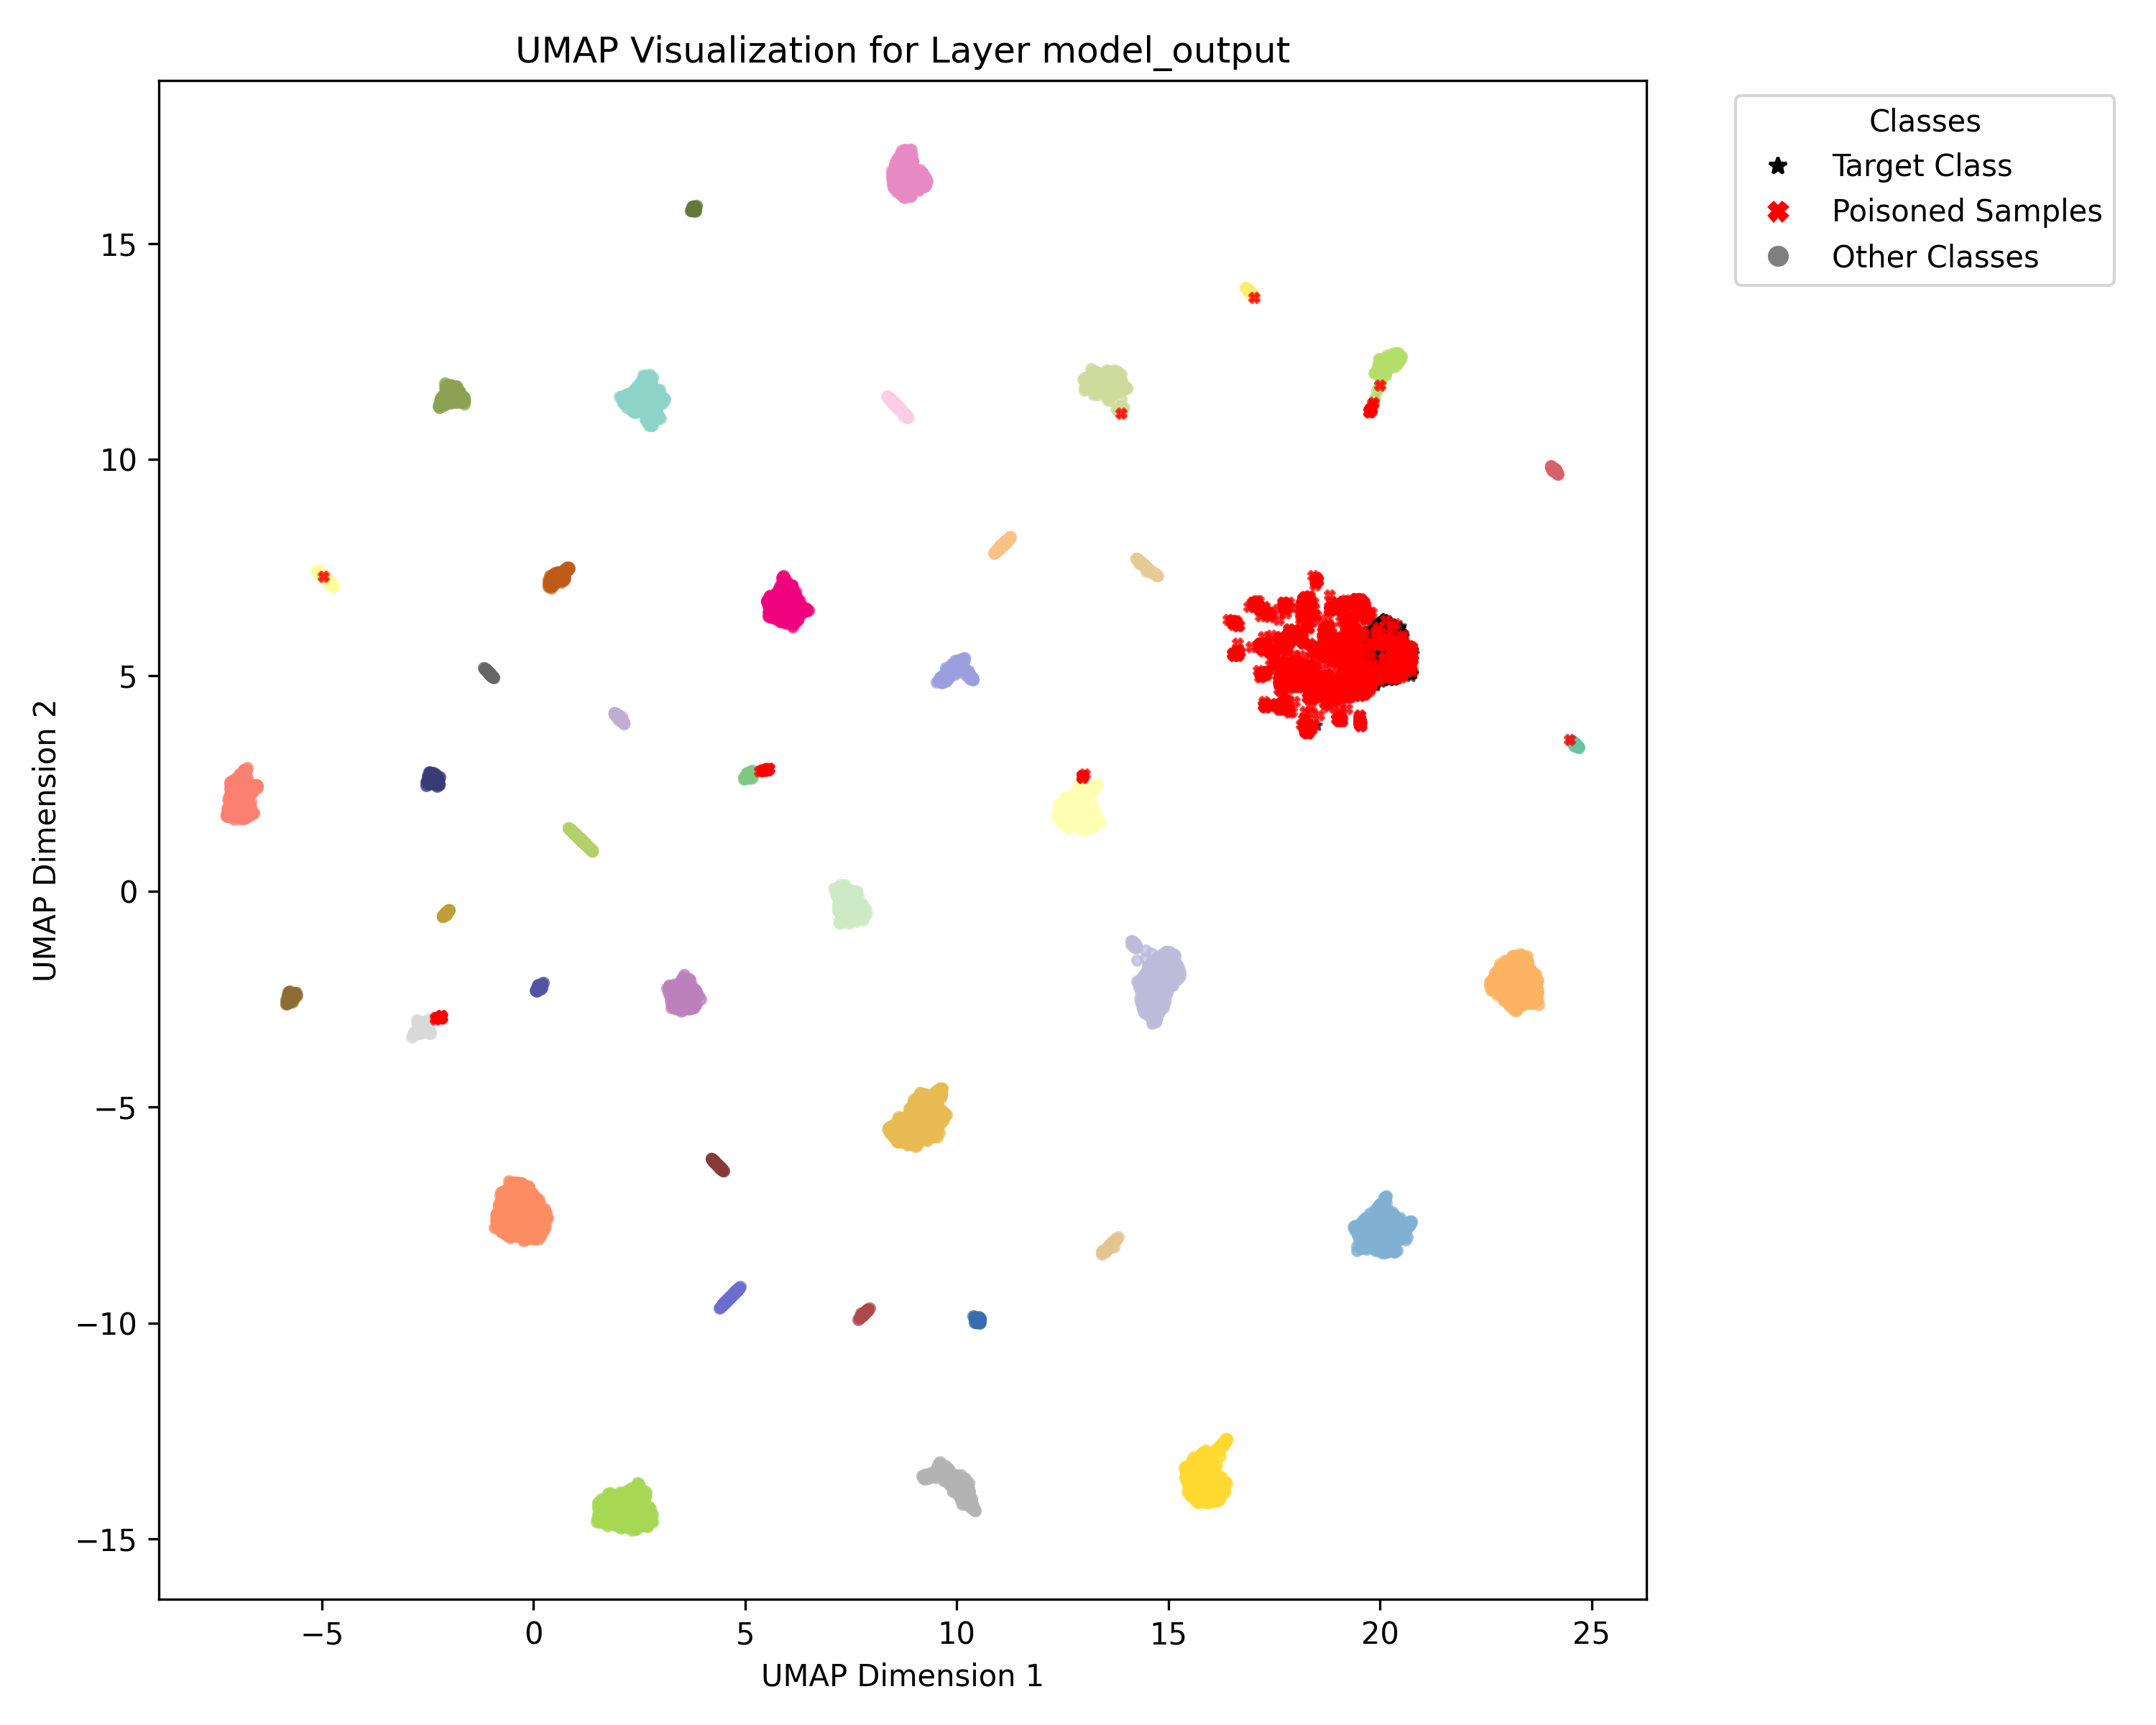 UMAP Visualization for Layer model_output
Classes
Target Class
Poisoned Samples
Other Classes
15
10
5
0
−5
−10
−15
UMAP Dimension 2
−5 0 5 10 15 20 25
UMAP Dimension 1